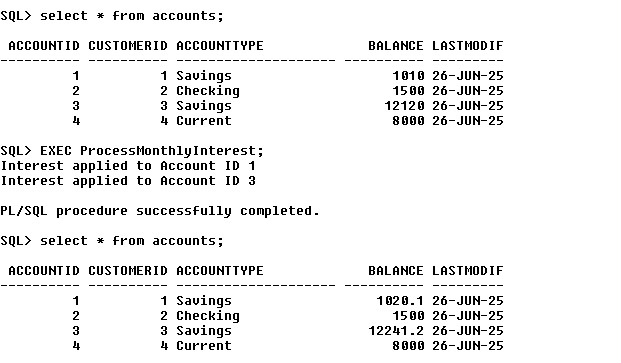 SQL> select * from accounts;
 ACCOUNTID CUSTOMERID ACCOUNTTYPE             BALANCE LASTMODIF
---------- ---------- -------------------- ---------- ---------
         1          1 Savings                    1010 26-JUN-25
         2          2 Checking                   1500 26-JUN-25
         3          3 Savings                   12120 26-JUN-25
         4          4 Current                    8000 26-JUN-25
SQL> EXEC ProcessMonthlyInterest;
Interest applied to Account ID 1
Interest applied to Account ID 3
PL/SQL procedure successfully completed.
SQL> select * from accounts;
 ACCOUNTID CUSTOMERID ACCOUNTTYPE             BALANCE LASTMODIF
---------- ---------- -------------------- ---------- ---------
         1          1 Savings                  1020.1 26-JUN-25
         2          2 Checking                   1500 26-JUN-25
         3          3 Savings                 12241.2 26-JUN-25
         4          4 Current                    8000 26-JUN-25